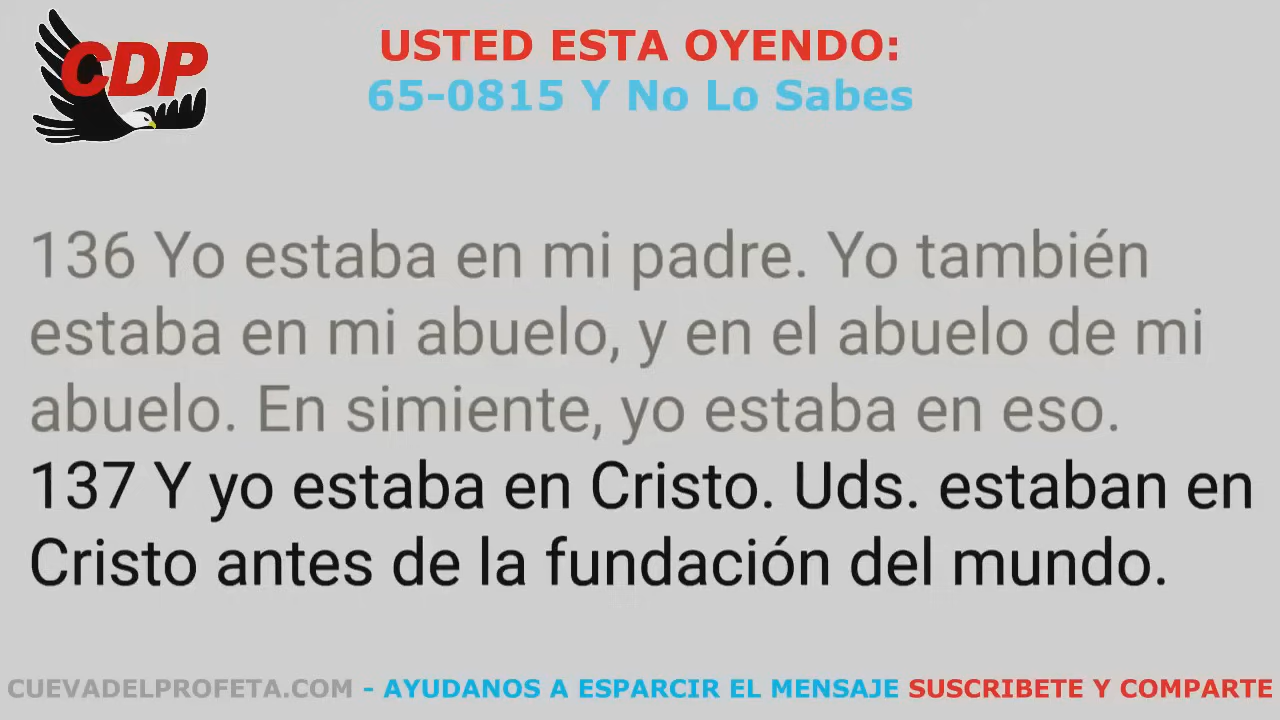 CDP
USTED ESTA OYENDO:
65-0815 Y No Lo Sabes
136 Yo estaba en mi padre. Yo también
estaba en mi abuelo, y en el abuelo de mi
abuelo. En simiente, yo estaba en eso.
137 Y yo estaba en Cristo. Uds. estaban en
Cristo antes de la fundación del mundo.
CUEVADELPROFETA.COM - AYUDANOS A ESPARCIR EL MENSAJE SUSCRIBETE Y COMPARTE